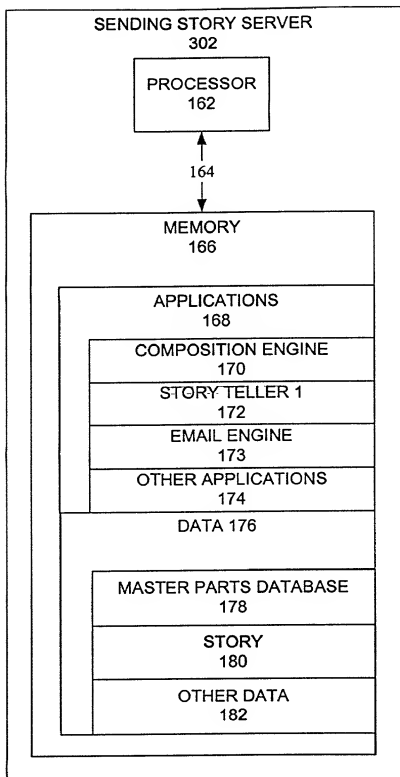 SENDING STORY SERVER
302
PROCESSOR
162
164
MEMORY
166
APPLICATIONS
168
COMPOSITION ENGINE
170
STORY TELLER 1
172
EMAIL ENGINE
173
OTHER APPLICATIONS
174
DATA 176
MASTER PARTS DATABASE
178
STORY
180
OTHER DATA
182